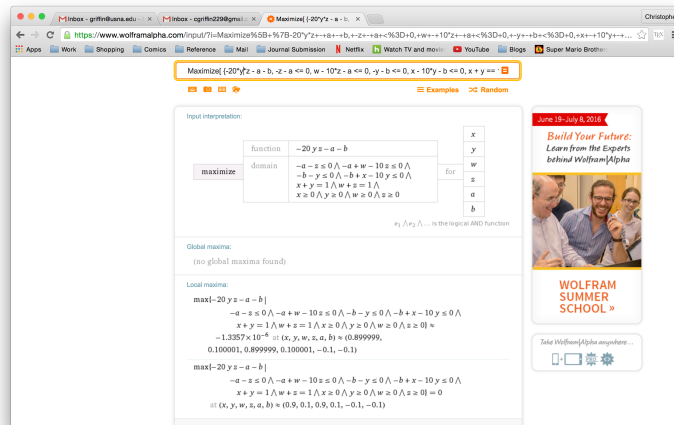 Inbox - griffin@usna.edu
Inbox - cgriffin229@gmail.c
Maximize[ {-20*y*z - a - b,
Christophe
https://www.wolframalpha.com/input/?i=Maximize%5B+%7B-20*y*z+-+a+-+b,+-z+-+a+<%3D+0,+w+-+10*z+-+a+<%3D+0,+-y+-+b+<%3D+0,+x+-+10*y+-+
Apps Work Shopping Comics Reference Mail Journal Submission Netflix Watch TV and movie YouTube Blogs Super Mario Brother
Maximize[ {-20*y*z - a - b, -z - a <= 0, w - 10*z - a <= 0, -y - b <= 0, x - 10*y - b <= 0, x + y ==
Examples Random
Input interpretation:
maximize
function −20 y z − a − b
domain −a − z ≤ 0 ⋀ −a + w − 10 z ≤ 0 ⋀
−b − y ≤ 0 ⋀ −b + x − 10 y ≤ 0 ⋀
x + y = 1 ⋀ w + z = 1 ⋀
x ≥ 0 ⋀ y ≥ 0 ⋀ w ≥ 0 ⋀ z ≥ 0
for
x
y
w
z
a
b
e₁ ⋀ e₂ ⋀ … is the logical AND function
Global maxima:
(no global maxima found)
Local maxima:
max{−20 y z − a − b |
−a − z ≤ 0 ⋀ −a + w − 10 z ≤ 0 ⋀ −b − y ≤ 0 ⋀ −b + x − 10 y ≤ 0 ⋀
x + y = 1 ⋀ w + z = 1 ⋀ x ≥ 0 ⋀ y ≥ 0 ⋀ w ≥ 0 ⋀ z ≥ 0} ≈
−1.3357×10⁻⁶ at (x, y, w, z, a, b) ≈ (0.899999,
0.100001, 0.899999, 0.100001, −0.1, −0.1)
max{−20 y z − a − b |
−a − z ≤ 0 ⋀ −a + w − 10 z ≤ 0 ⋀ −b − y ≤ 0 ⋀ −b + x − 10 y ≤ 0 ⋀
x + y = 1 ⋀ w + z = 1 ⋀ x ≥ 0 ⋀ y ≥ 0 ⋀ w ≥ 0 ⋀ z ≥ 0} = 0
at (x, y, w, z, a, b) ≈ (0.9, 0.1, 0.9, 0.1, −0.1, −0.1)
June 19–July 8, 2016
Build Your Future:
Learn from the Experts
behind Wolfram|Alpha
WOLFRAM
SUMMER
SCHOOL »
Take Wolfram|Alpha anywhere...